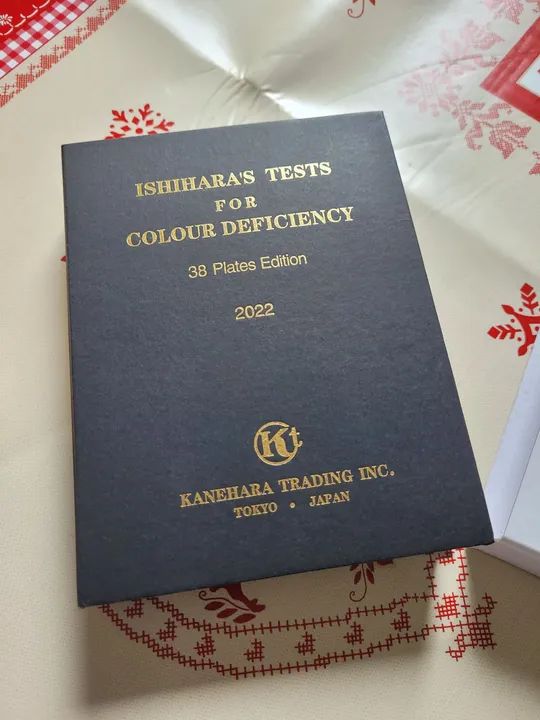 ISHIHARA'S TESTS
FOR
COLOUR DEFICIENCY
38 Plates Edition
2022
Kt
KANEHARA TRADING INC.
TOKYO • JAPAN